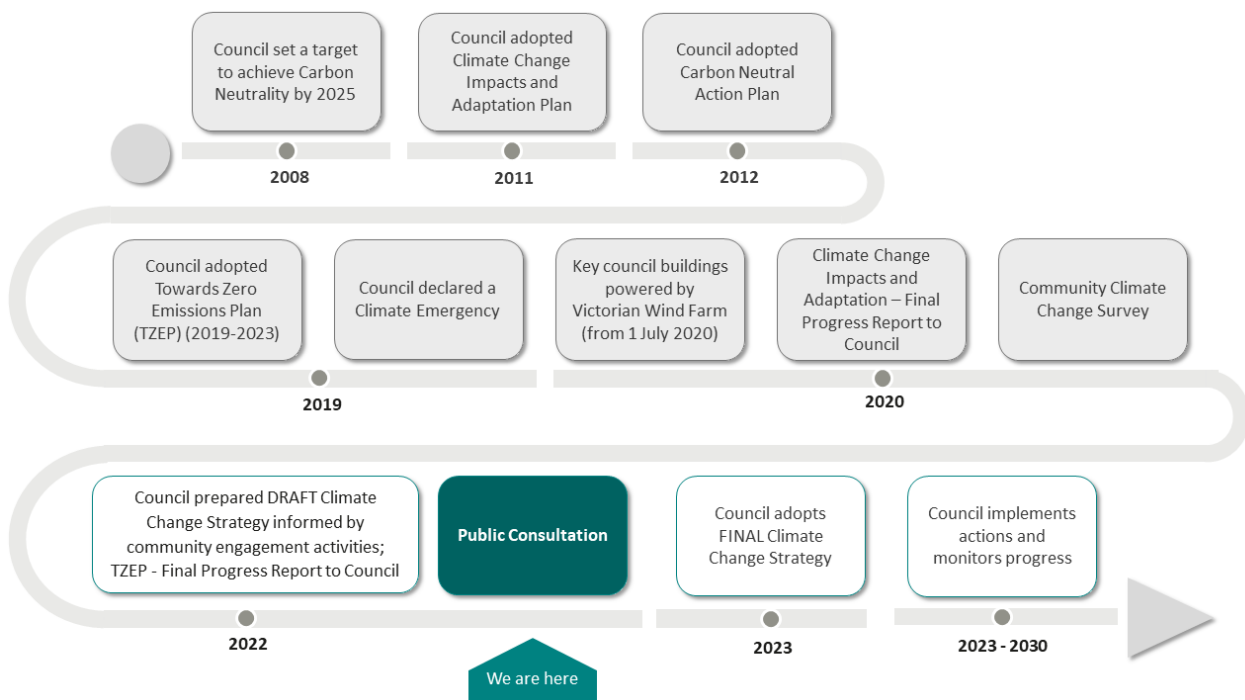 Council set a target
to achieve Carbon
Neutrality by 2025
Council adopted
Climate Change
Impacts and
Adaptation Plan
Council adopted
Carbon Neutral
Action Plan
2008
2011
2012
Council adopted
Towards Zero
Emissions Plan
(TZEP) (2019-2023)
Council declared a
Climate Emergency
Key council buildings
powered by
Victorian Wind Farm
(from 1 July 2020)
Climate Change
Impacts and
Adaptation – Final
Progress Report to
Council
Community Climate
Change Survey
2019
2020
Council prepared DRAFT Climate
Change Strategy informed by
community engagement activities;
TZEP - Final Progress Report to Council
Public Consultation
Council adopts
FINAL Climate
Change Strategy
Council implements
actions and
monitors progress
2022
2023
2023 - 2030
We are here